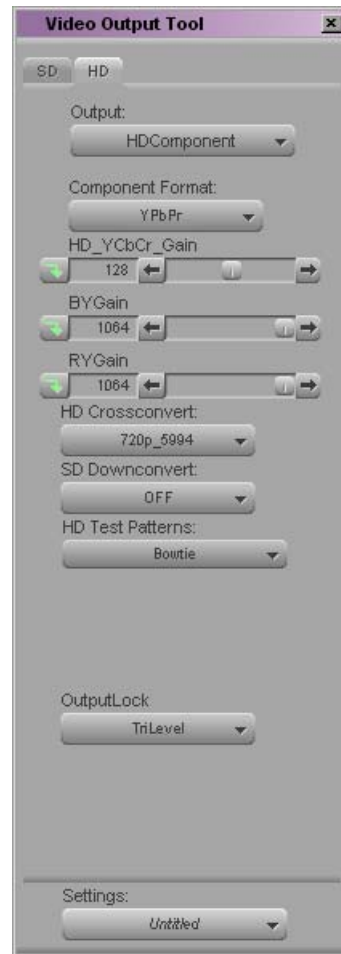 Video Output Tool
SD HD
Output:
HDComponent
Component Format:
YPbPr
HD_YCbCr_Gain
128
BYGain
1064
RYGain
1064
HD Crossconvert:
720p_5994
SD Downconvert:
OFF
HD Test Patterns:
Bowtie
OutputLock
TriLevel
Settings:
Untitled